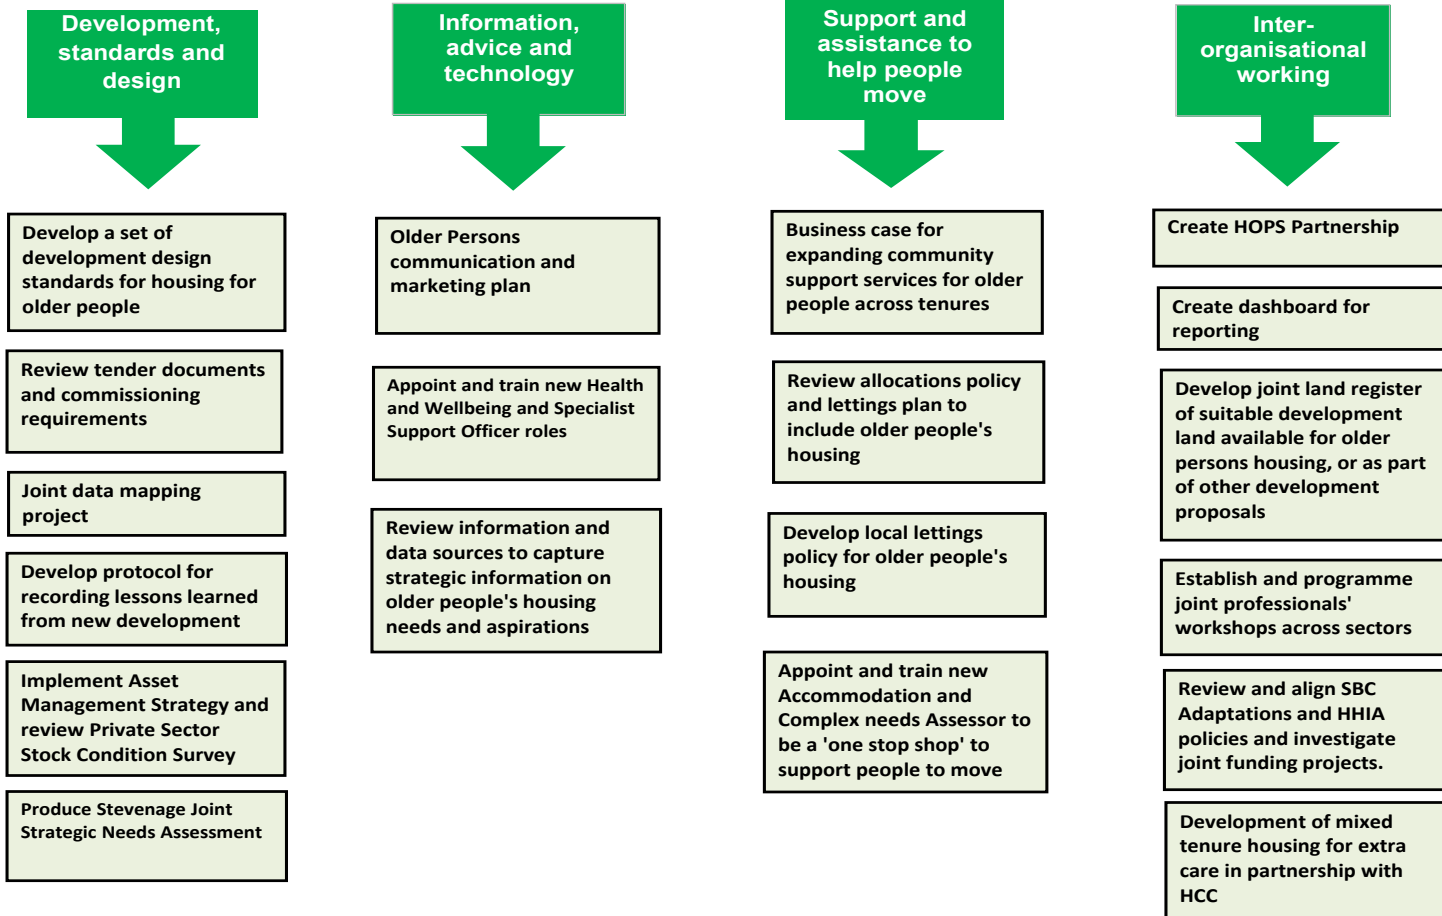 Development,
standards and
design
Develop a set of
development design
standards for housing for
older people
Review tender documents
and commissioning
requirements
Joint data mapping
project
Develop protocol for
recording lessons learned
from new development
Implement Asset
Management Strategy and
review Private Sector
Stock Condition Survey
Produce Stevenage Joint
Strategic Needs Assessment
Information,
advice and
technology
Older Persons
communication and
marketing plan
Appoint and train new Health
and Wellbeing and Specialist
Support Officer roles
Review information and
data sources to capture
strategic information on
older people's housing
needs and aspirations
Support and
assistance to
help people
move
Business case for
expanding community
support services for older
people across tenures
Review allocations policy
and lettings plan to
include older people's
housing
Develop local lettings
policy for older people's
housing
Appoint and train new
Accommodation and
Complex needs Assessor to
be a 'one stop shop' to
support people to move
Inter-
organisational
working
Create HOPS Partnership
Create dashboard for
reporting
Develop joint land register
of suitable development
land available for older
persons housing, or as part
of other development
proposals
Establish and programme
joint professionals'
workshops across sectors
Review and align SBC
Adaptations and HHIA
policies and investigate
joint funding projects.
Development of mixed
tenure housing for extra
care in partnership with
HCC